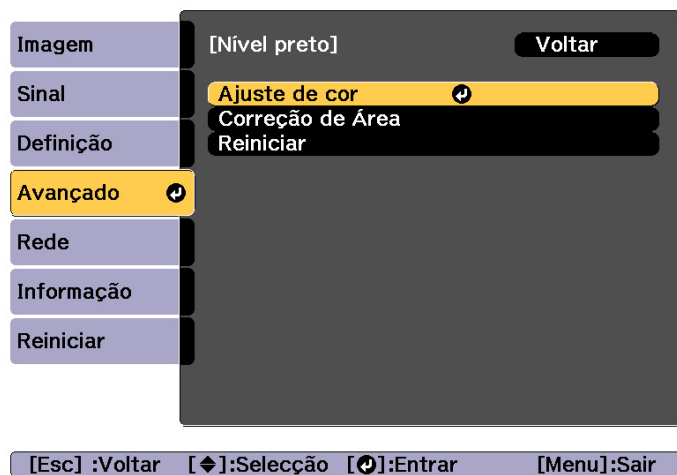 Imagem
Sinal
Definição
Avançado
Rede
Informação
Reiniciar
[Nível preto]
Voltar
Ajuste de cor
Correção de Área
Reiniciar
[Esc] :Voltar []:Selecção []:Entrar [Menu]:Sair